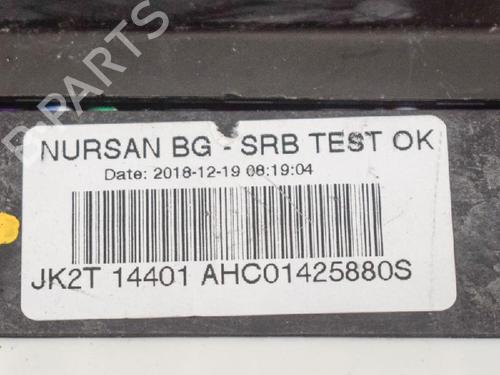 NURSAN BG - SRB TEST OK
Date: 2018-12-19 08:19:04
JK2T 14401 AHC01425880S
B-PARTS